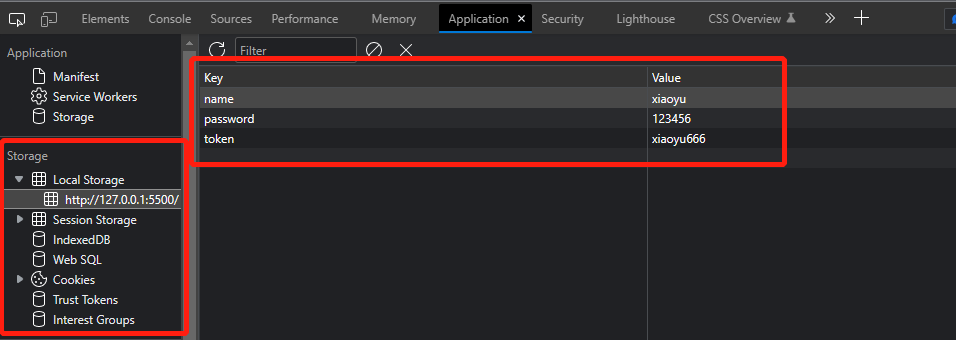 Elements Console Sources Performance Memory Application Security Lighthouse CSS Overview
Application
Manifest
Service Workers
Storage
Storage
Local Storage
http://127.0.0.1:5500/
Session Storage
IndexedDB
Web SQL
Cookies
Trust Tokens
Interest Groups
Filter
Key Value
name xiaoyu
password 123456
token xiaoyu666